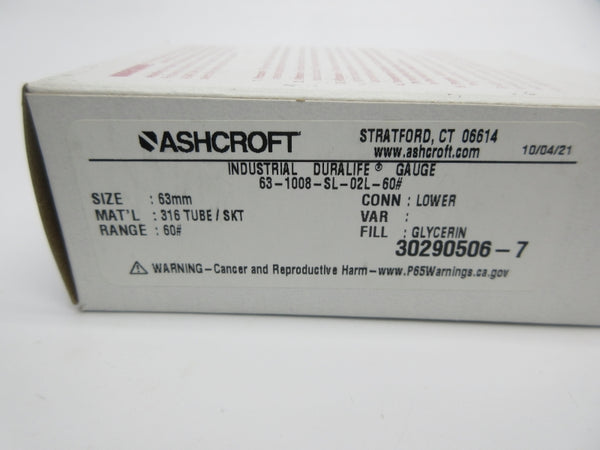 ASHCROFT
STRATFORD, CT 06614
www.ashcroft.com
10/04/21
INDUSTRIAL DURALIFE® GAUGE
63-1008-SL-02L-60#
SIZE : 63mm
MAT'L : 316 TUBE / SKT
RANGE : 60#
CONN : LOWER
VAR :
FILL : GLYCERIN
30290506-7
⚠ WARNING-Cancer and Reproductive Harm-www.P65Warnings.ca.gov